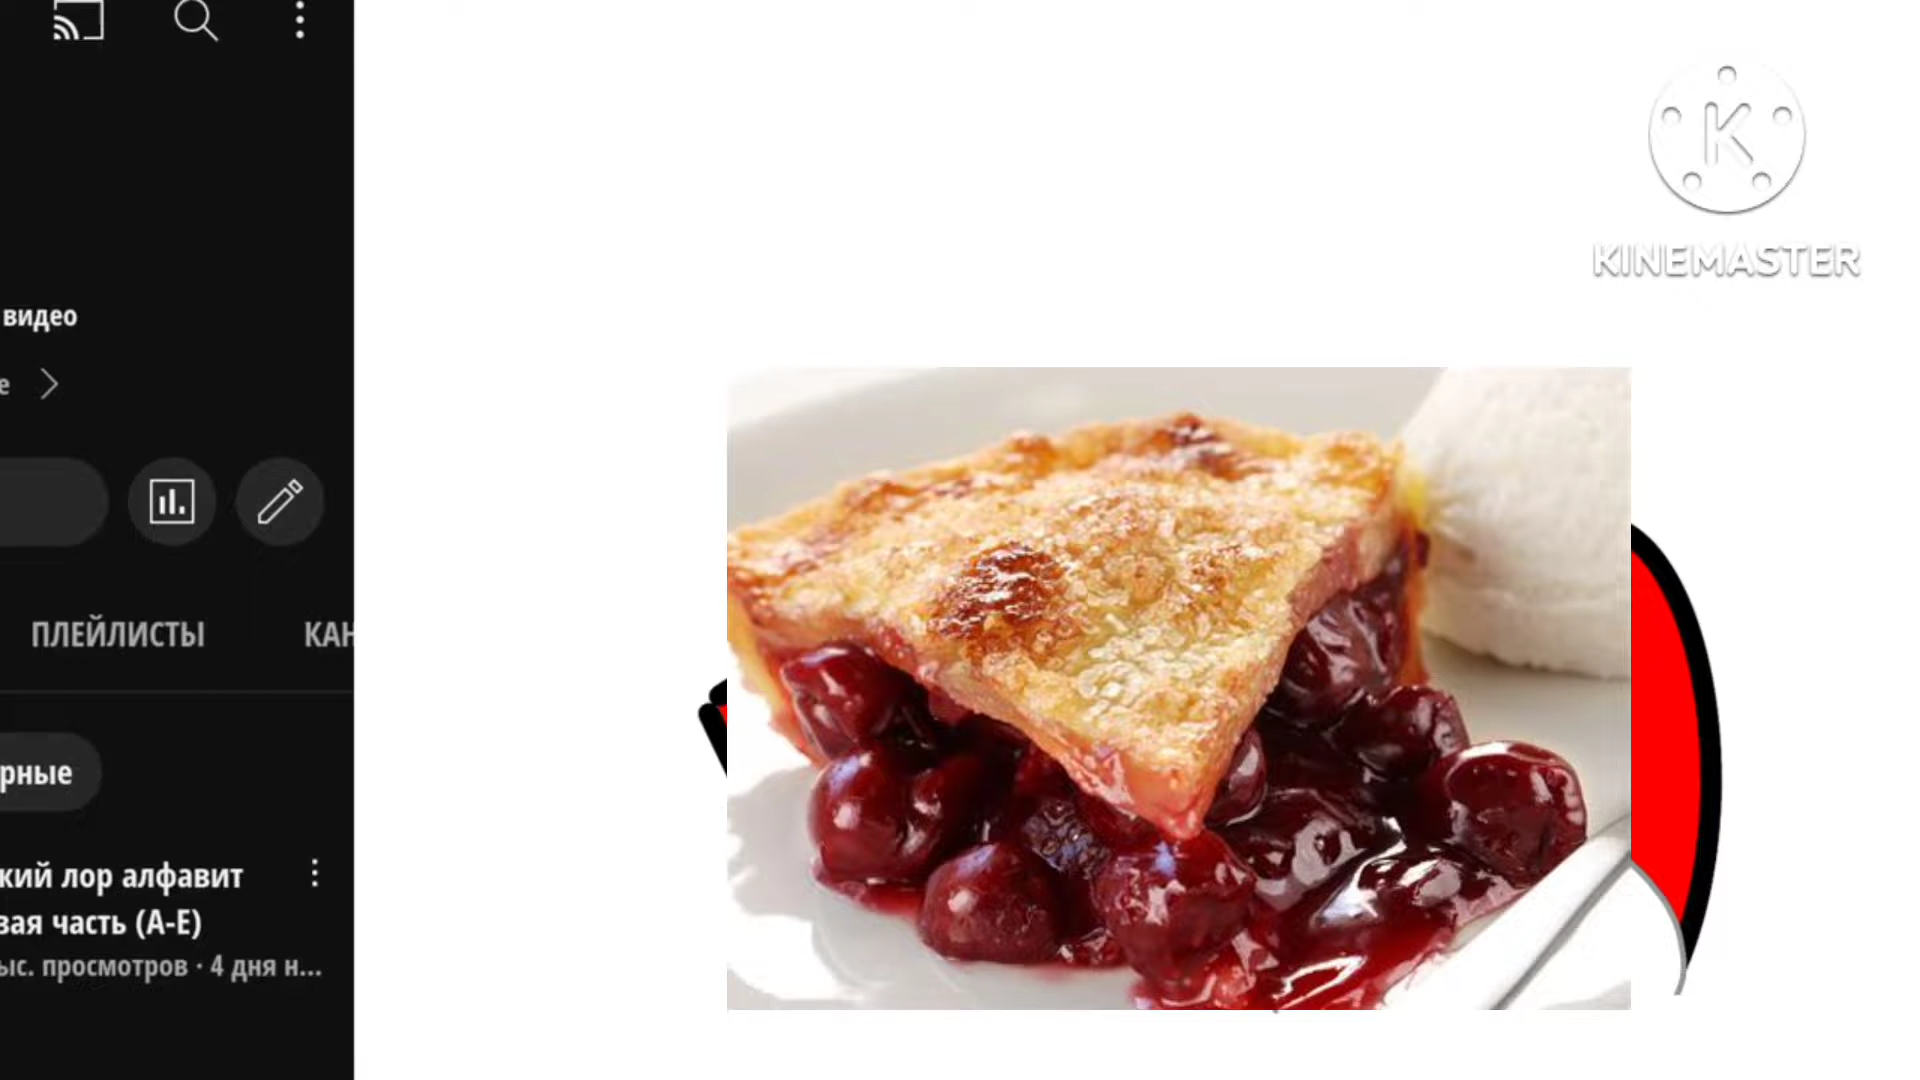 видео
е
ПЛЕЙЛИСТЫ
КАН
рные
кий лор алфавит
вая часть (А-Е)
ыс. просмотров · 4 дня н...
K
KINEMASTER